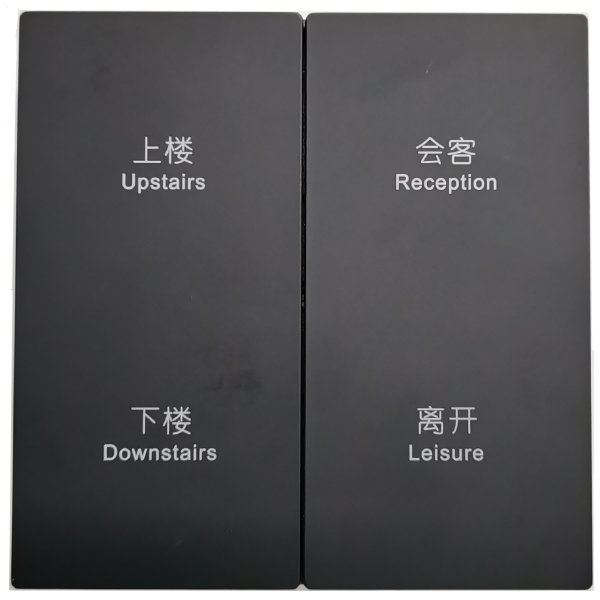 上楼
Upstairs
会客
Reception
下楼
Downstairs
离开
Leisure